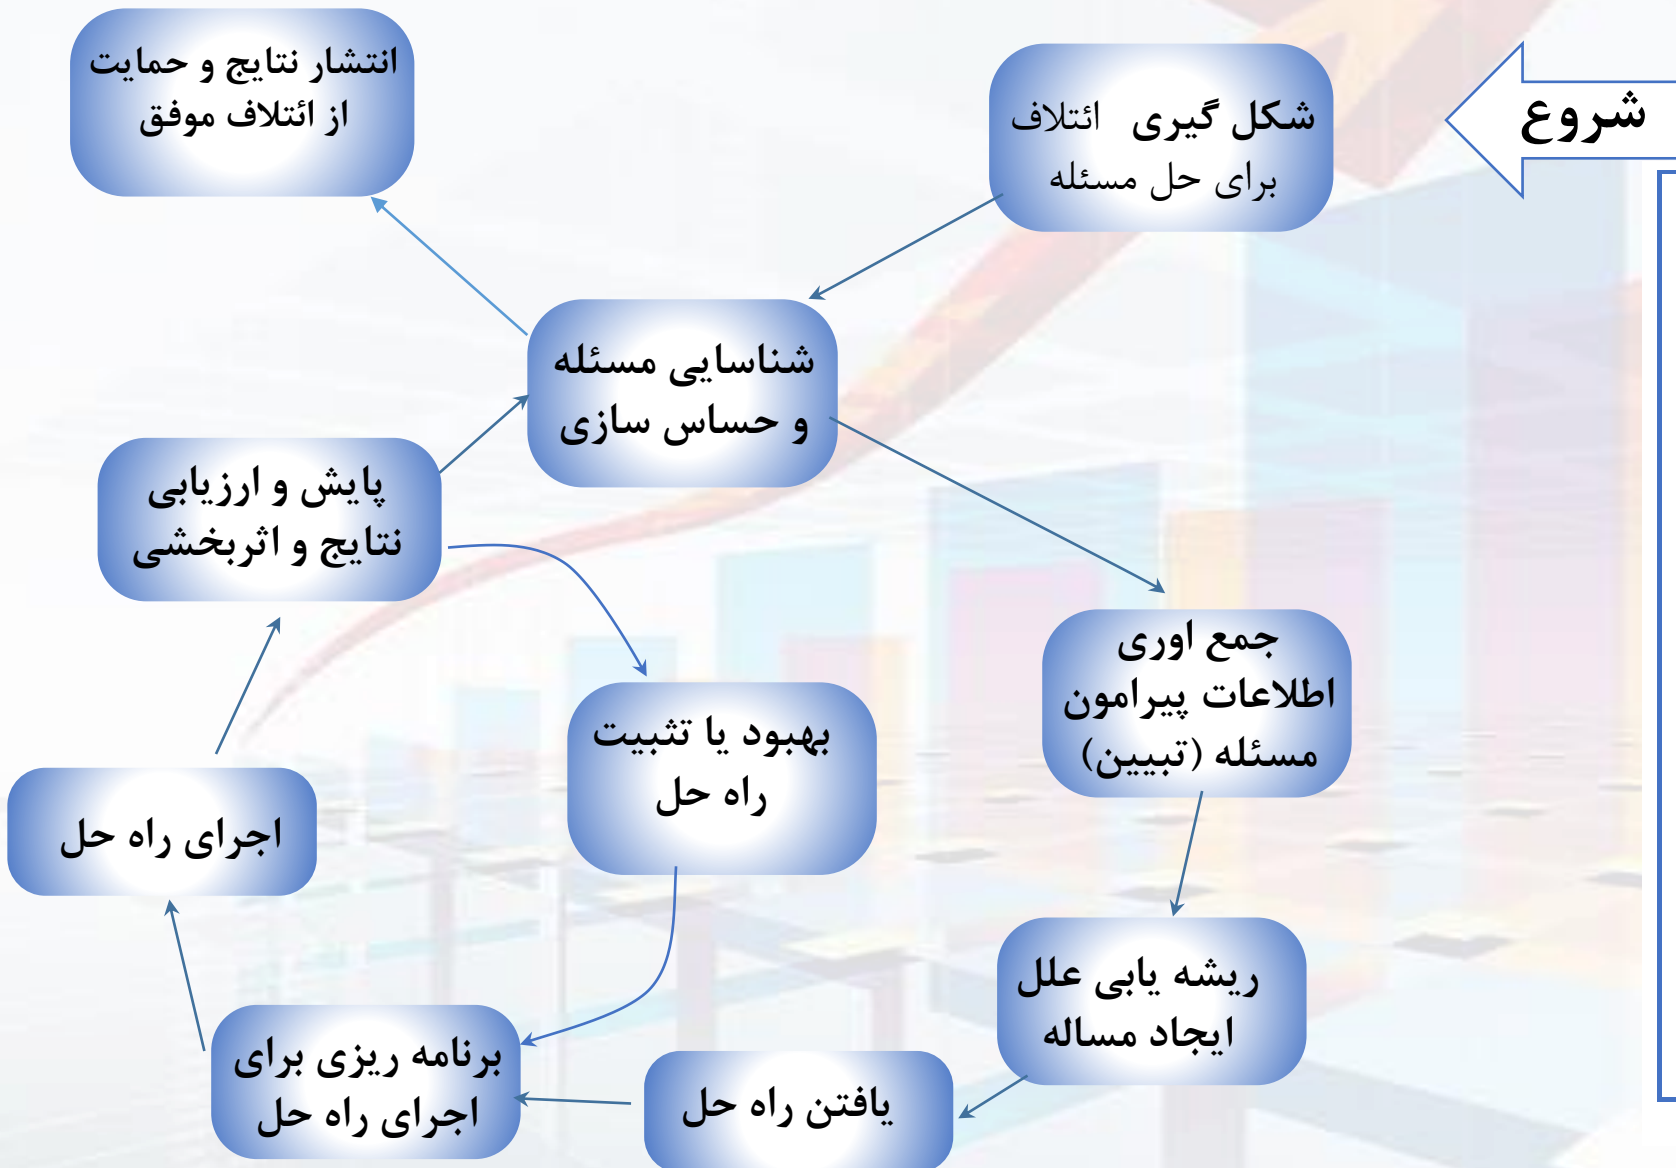 شروع
شکل گیری ائتلاف
برای حل مسئله
انتشار نتایج و حمایت
از ائتلاف موفق
شناسایی مسئله
و حساس سازی
پایش و ارزیابی
نتایج و اثربخشی
جمع اوری
اطلاعات پیرامون
مسئله (تبیین)
بهبود یا تثبیت
راه حل
اجرای راه حل
ریشه یابی علل
ایجاد مساله
یافتن راه حل
برنامه ریزی برای
اجرای راه حل